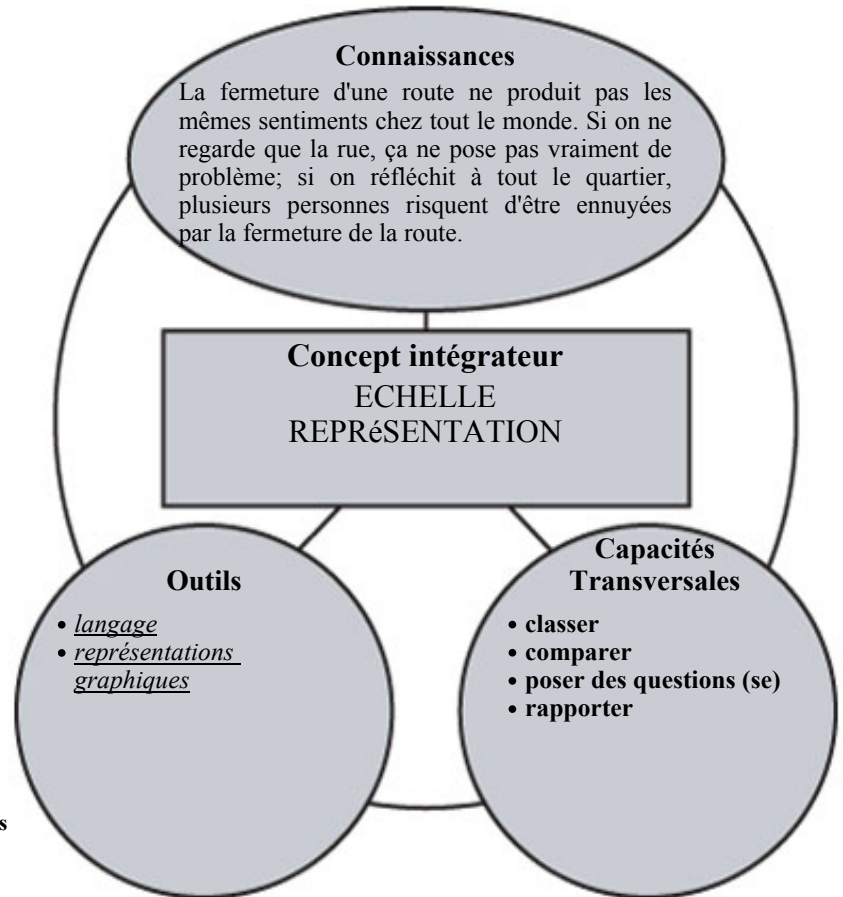 Connaissances
La fermeture d'une route ne produit pas les
mêmes sentiments chez tout le monde. Si on ne
regarde que la rue, ça ne pose pas vraiment de
problème; si on réfléchit à tout le quartier,
plusieurs personnes risquent d'être ennuyées
par la fermeture de la route.
Concept intégrateur
ECHELLE
REPRéSENTATION
Outils
• langage
• représentations
graphiques
Capacités
Transversales
• classer
• comparer
• poser des questions (se)
• rapporter
s